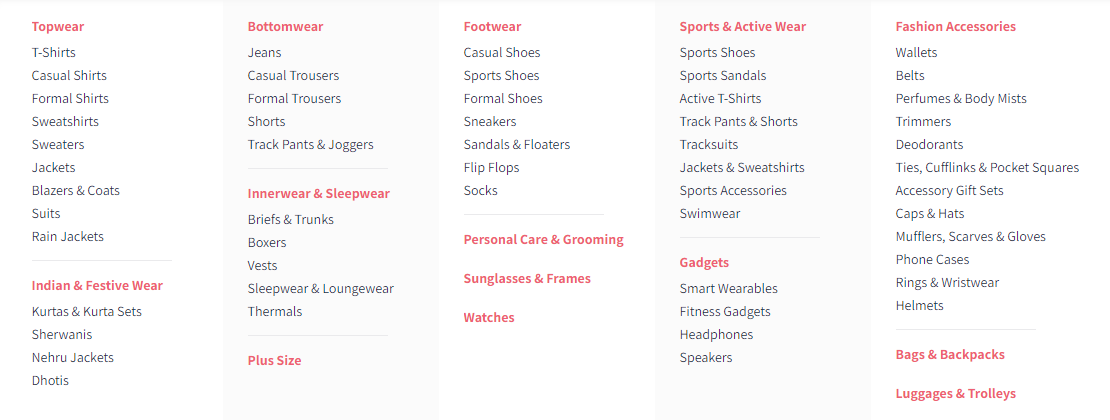 Topwear
T-Shirts
Casual Shirts
Formal Shirts
Sweatshirts
Sweaters
Jackets
Blazers & Coats
Suits
Rain Jackets
Indian & Festive Wear
Kurtas & Kurta Sets
Sherwanis
Nehru Jackets
Dhotis
Bottomwear
Jeans
Casual Trousers
Formal Trousers
Shorts
Track Pants & Joggers
Innerwear & Sleepwear
Briefs & Trunks
Boxers
Vests
Sleepwear & Loungewear
Thermals
Plus Size
Footwear
Casual Shoes
Sports Shoes
Formal Shoes
Sneakers
Sandals & Floaters
Flip Flops
Socks
Personal Care & Grooming
Sunglasses & Frames
Watches
Sports & Active Wear
Sports Shoes
Sports Sandals
Active T-Shirts
Track Pants & Shorts
Tracksuits
Jackets & Sweatshirts
Sports Accessories
Swimwear
Gadgets
Smart Wearables
Fitness Gadgets
Headphones
Speakers
Fashion Accessories
Wallets
Belts
Perfumes & Body Mists
Trimmers
Deodorants
Ties, Cufflinks & Pocket Squares
Accessory Gift Sets
Caps & Hats
Mufflers, Scarves & Gloves
Phone Cases
Rings & Wristwear
Helmets
Bags & Backpacks
Luggages & Trolleys